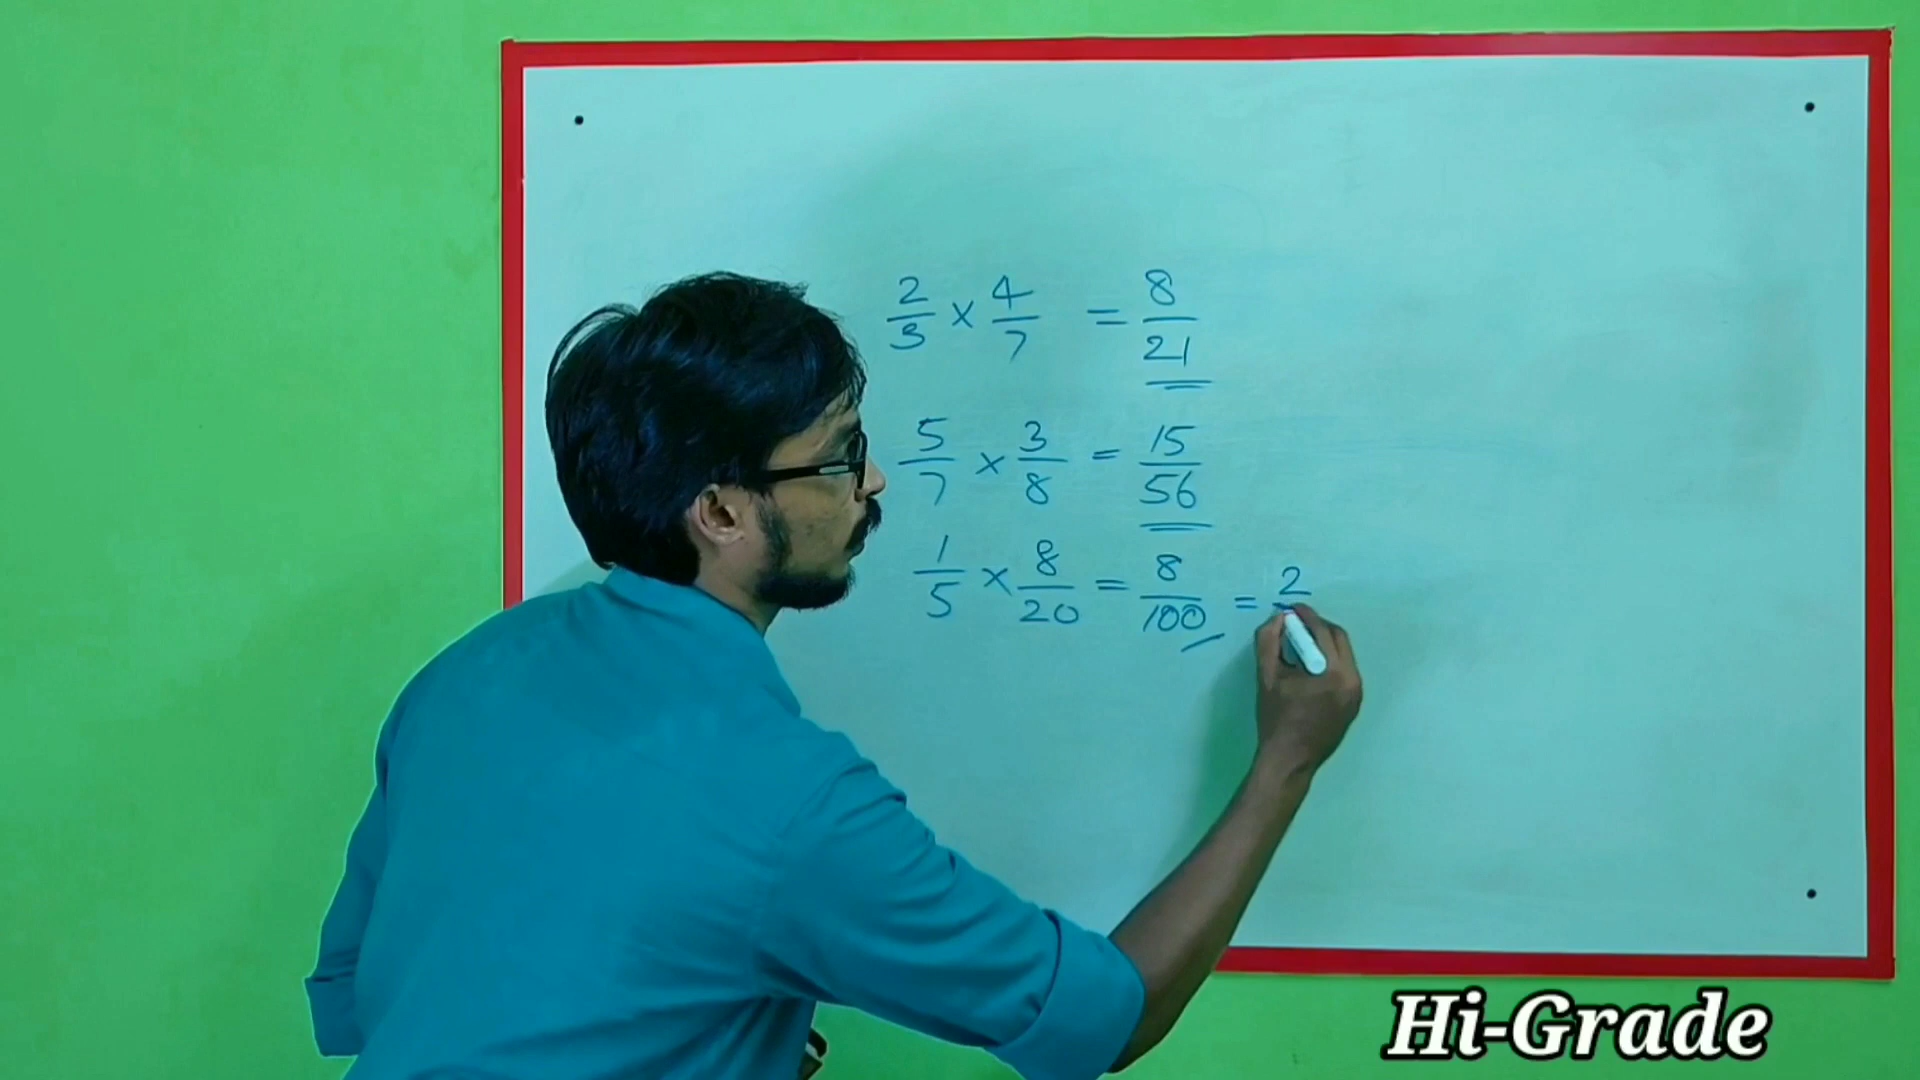 2/3 × 4/7 = 8/21
5/7 × 3/8 = 15/56
1/5 × 8/20 = 8/100 = 2
Hi-Grade